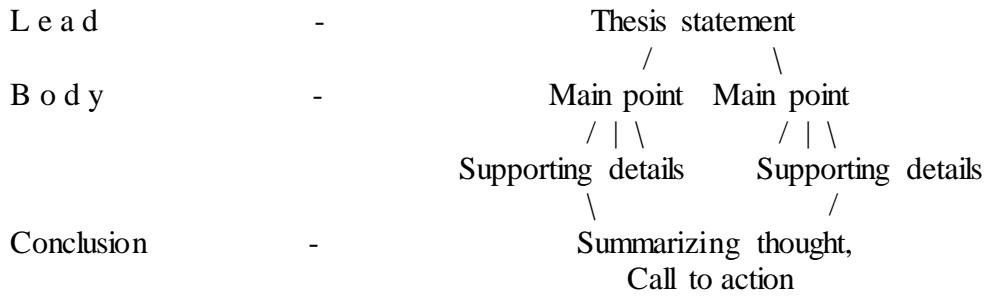 Lead - Thesis statement
/ \
Body - Main point Main point
/ | \ / | \
Supporting details Supporting details
\ /
Conclusion - Summarizing thought,
Call to action